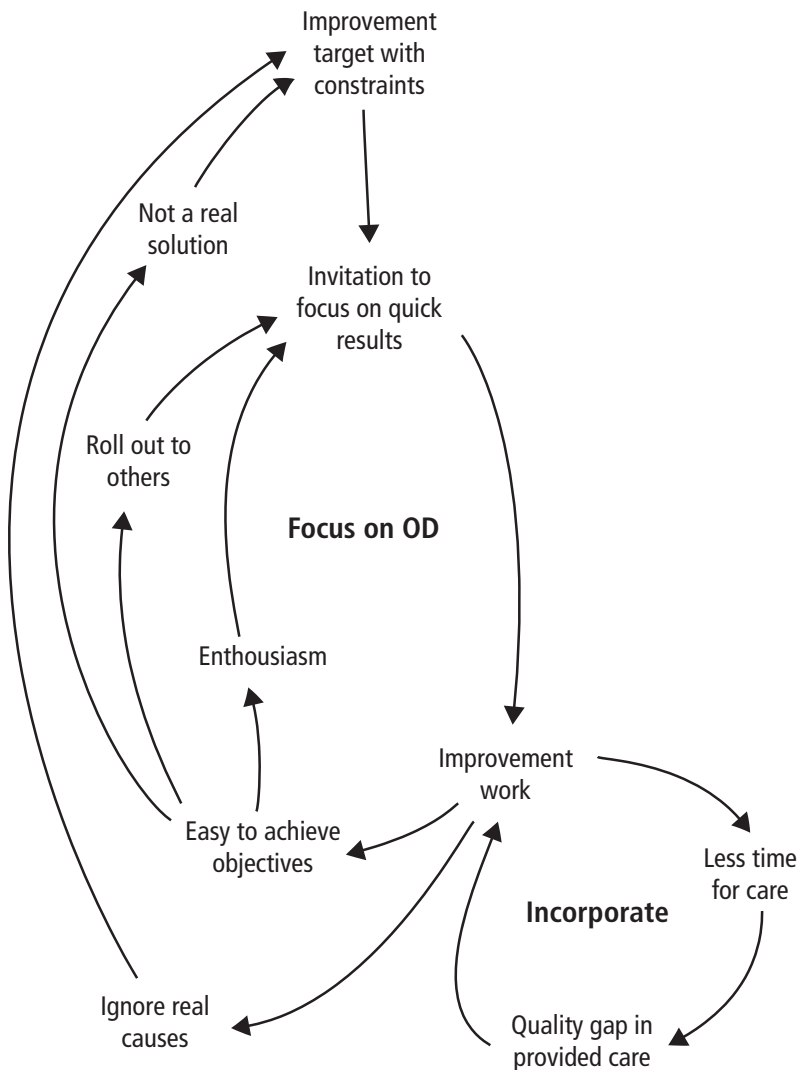 Improvement
target with
constraints
Not a real
solution
Invitation to
focus on quick
results
Roll out to
others
Focus on OD
Enthousiasm
Improvement
work
Easy to achieve
objectives
Less time
for care
Incorporate
Ignore real
causes
Quality gap in
provided care